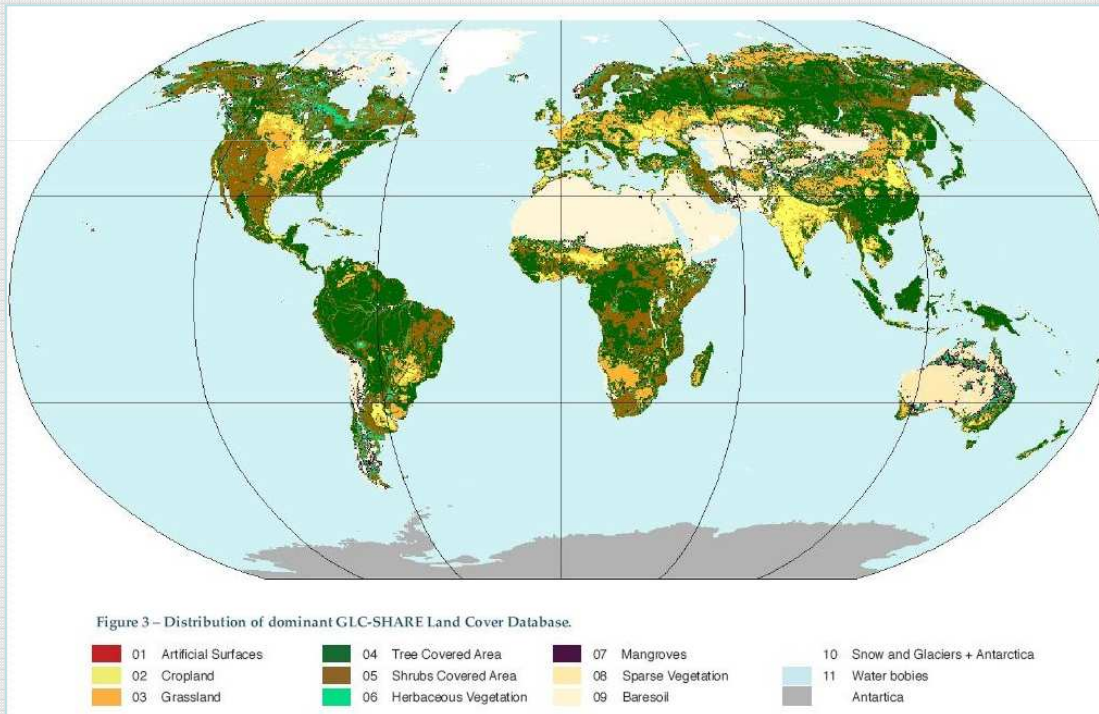 Figure 3 – Distribution of dominant GLC-SHARE Land Cover Database.
01 Artificial Surfaces
02 Cropland
03 Grassland
04 Tree Covered Area
05 Shrubs Covered Area
06 Herbaceous Vegetation
07 Mangroves
08 Sparse Vegetation
09 Baresoil
10 Snow and Glaciers + Antarctica
11 Water bobies
Antartica